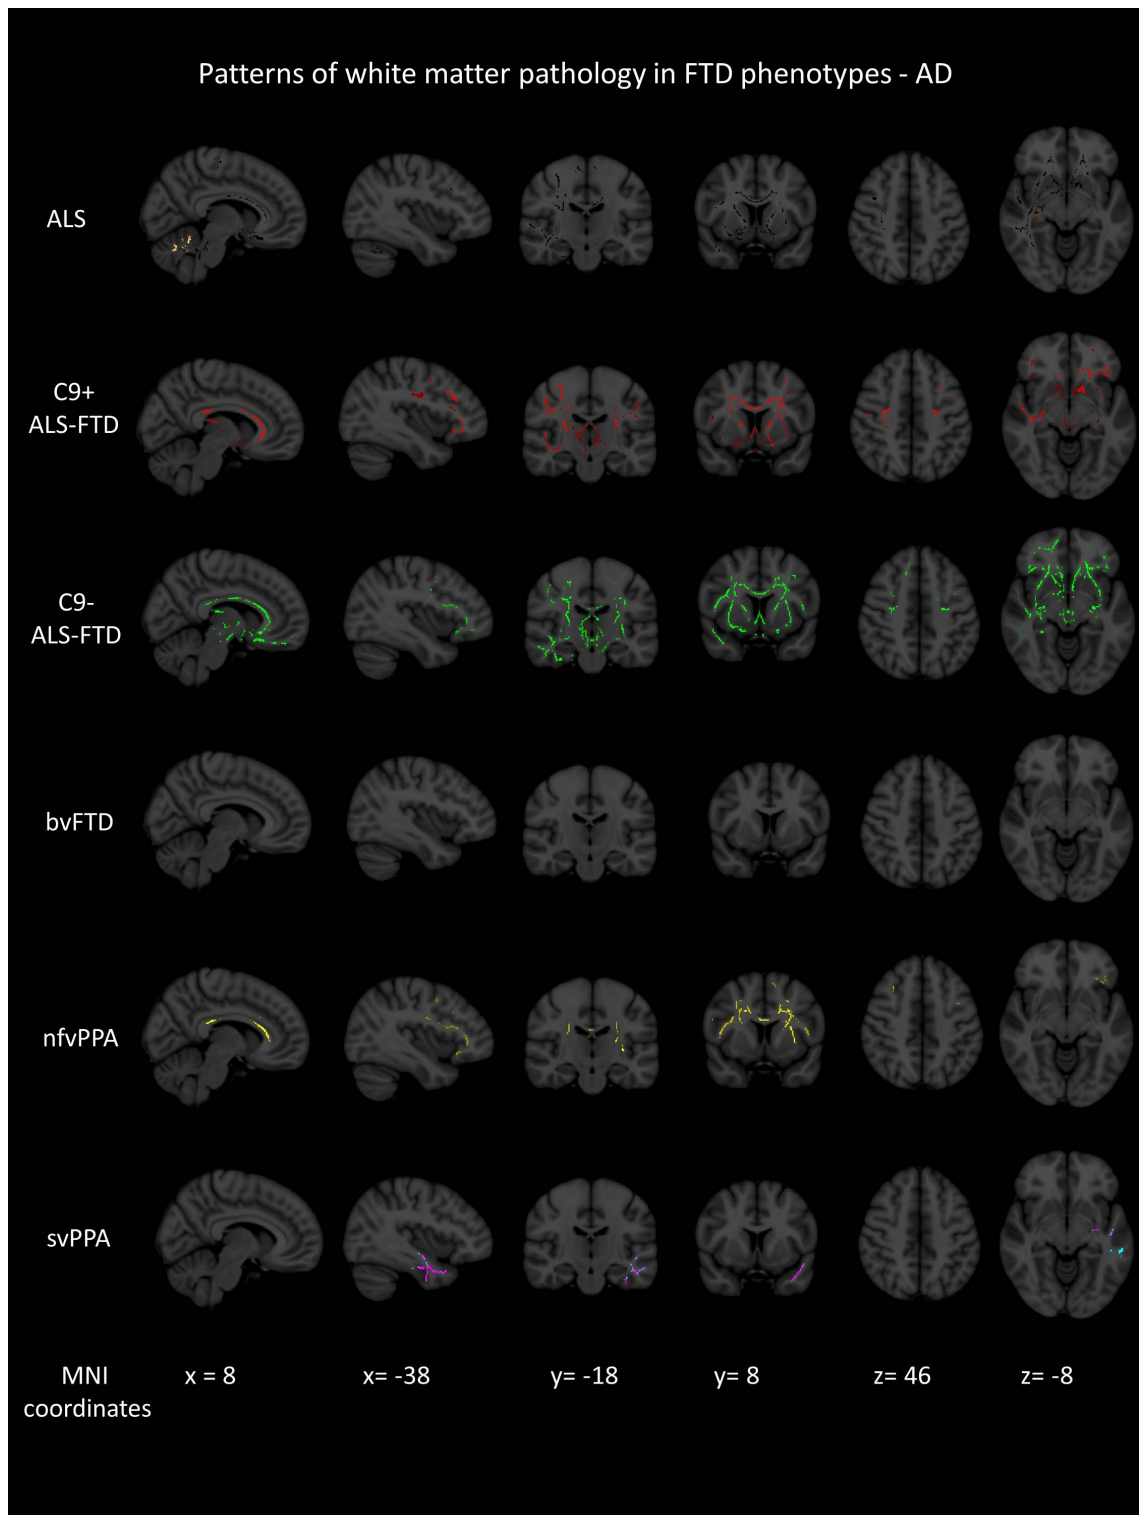 Patterns of white matter pathology in FTD phenotypes - AD
ALS
C9+
ALS-FTD
C9-
ALS-FTD
bvFTD
nfvPPA
svPPA
MNI
coordinates
x = 8
x= -38
y= -18
y= 8
z= 46
z= -8